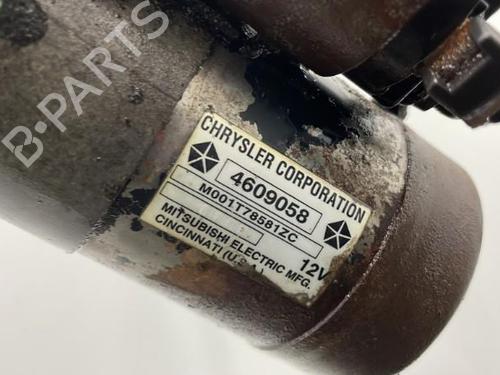 B-PARTS
CHRYSLER CORPORATION
4609058
M001T78581ZC
MITSUBISHI ELECTRIC MFG.
CINCINNATI (U.S.A.)
12V